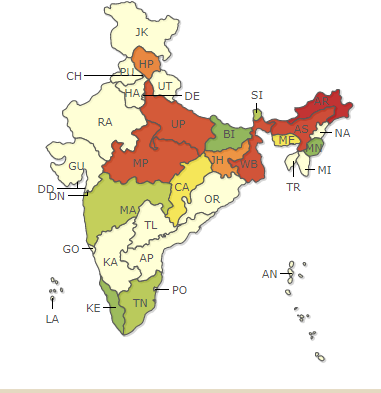 JK
HP
PU
CH
UT
HA
DE
SI
AR
RA
UP
AS
NA
BI
ME
MN
MP
JH
WB
MI
GU
CA
TR
DD
DN
OR
MA
TL
GO
AP
KA
AN
PO
KE
TN
LA